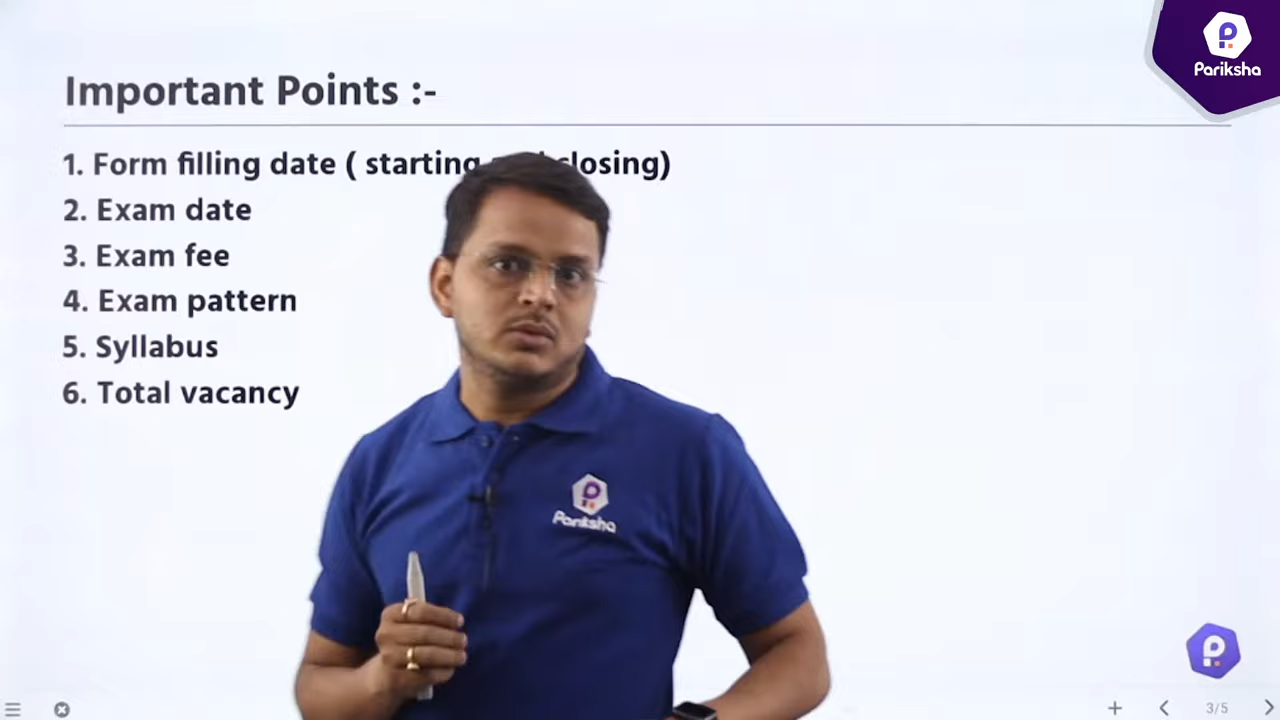 Pariksha
Important Points :-
1. Form filling date ( starting closing)
2. Exam date
3. Exam fee
4. Exam pattern
5. Syllabus
6. Total vacancy
Pariksha
3/5